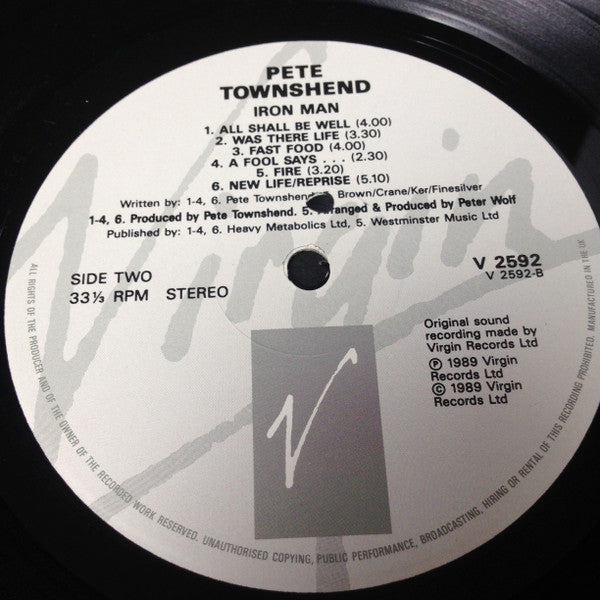 PETE
TOWNSHEND
IRON MAN
1. ALL SHALL BE WELL (4.00)
2. WAS THERE LIFE (3.30)
3. FAST FOOD (4.00)
4. A FOOL SAYS . . . (2.30)
5. FIRE (3.20)
6. NEW LIFE/REPRISE (5.10)
Written by: 1-4, 6. Pete Townshend. Brown/Crane/Ker/Finesilver
1-4, 6. Produced by Pete Townshend. 5. Arranged & Produced by Peter Wolf
Published by: 1-4, 6. Heavy Metabolics Ltd, 5. Westminster Music Ltd
SIDE TWO
33⅓ RPM STEREO
V 2592
V 2592-B
Original sound
recording made by
Virgin Records Ltd
Ⓟ 1989 Virgin
Records Ltd
© 1989 Virgin
Records Ltd
Virgin
V
ALL RIGHTS OF THE PRODUCER AND OF THE OWNER OF THE RECORDED WORK RESERVED. UNAUTHORISED COPYING, PUBLIC PERFORMANCE, BROADCASTING, HIRING OR RENTAL OF THIS RECORDING PROHIBITED. MANUFACTURED IN THE UK